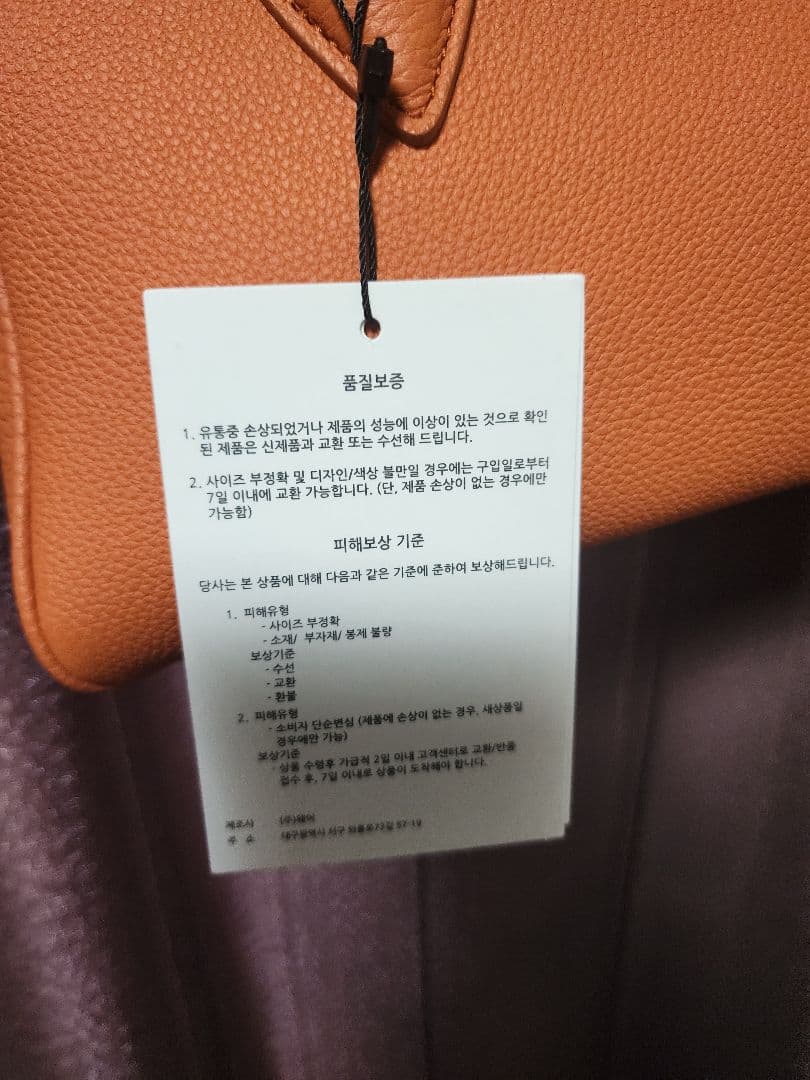 품질보증
1. 유통중 손상되었거나 제품의 성능에 이상이 있는 것으로 확인
된 제품은 신제품과 교환 또는 수선해 드립니다.
2. 사이즈 부정확 및 디자인/색상 불만일 경우에는 구입일로부터
7일 이내에 교환 가능합니다. (단, 제품 손상이 없는 경우에만
가능함)
피해보상 기준
당사는 본 상품에 대해 다음과 같은 기준에 준하여 보상해드립니다.
1. 피해유형
- 사이즈 부정확
- 소재/ 부자재/ 봉제 불량
보상기준
- 수선
- 교환
- 환불
2. 피해유형
- 소비자 단순변심 (제품에 손상이 없는 경우, 새상품일
경우에만 가능)
보상기준
- 상품 수령후 가급적 2일 이내 고객센터로 교환/반품
접수 후, 7일 이내로 상품이 도착해야 합니다.
제조사
주 소 대구광역시 서구